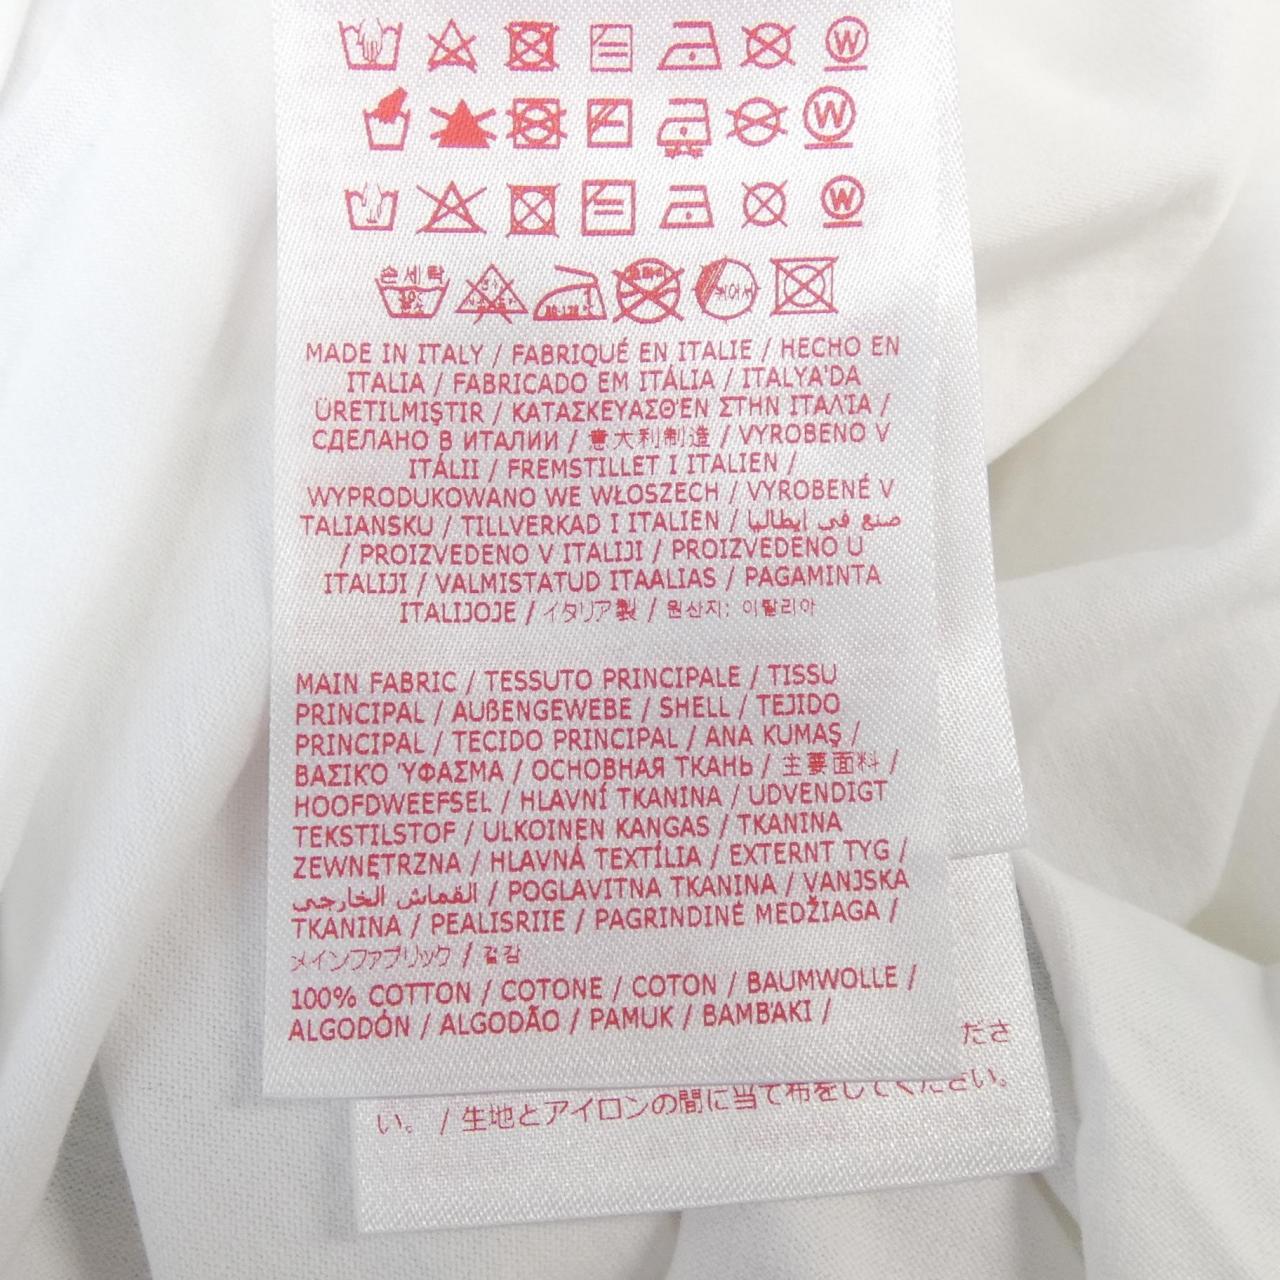 W
W
W
손세탁
MADE IN ITALY / FABRIQUÉ EN ITALIE / HECHO EN
ITALIA / FABRICADO EM ITÁLIA / ITALYA'DA
ÜRETILMIŞTIR / ΚΑΤΑΣΚΕΥΑΣΘΈΝ ΣΤΗΝ ΙΤΑΛΊΑ /
СДЕЛАНО В ИТАЛИИ / 意大利制造 / VYROBENO V
ITÁLII / FREMSTILLET I ITALIEN /
WYPRODUKOWANO WE WŁOSZECH / VYROBENÉ V
TALIANSKU / TILLVERKAD I ITALIEN / صنع في إيطاليا
/ PROIZVEDENO V ITALIJI / PROIZVEDENO U
ITALIJI / VALMISTATUD ITAALIAS / PAGAMINTA
ITALIJOJE / イタリア製 / 원산지: 이탈리아
MAIN FABRIC / TESSUTO PRINCIPALE / TISSU
PRINCIPAL / AUßENGEWEBE / SHELL / TEJIDO
PRINCIPAL / TECIDO PRINCIPAL / ANA KUMAŞ /
ΒΑΣΙΚΌ ΎΦΑΣΜΑ / ОСНОВНАЯ ТКАНЬ / 主要面料 /
HOOFDWEEFSEL / HLAVNÍ TKANINA / UDVENDIGT
TEKSTILSTOF / ULKOINEN KANGAS / TKANINA
ZEWNĘTRZNA / HLAVNÁ TEXTÍLIA / EXTERNT TYG /
القماش الخارجي / POGLAVITNA TKANINA / VANJSKA
TKANINA / PEALISRIIE / PAGRINDINĖ MEDŽIAGA /
メインファブリック / 겉감
100% COTTON / COTONE / COTON / BAUMWOLLE /
ALGODÓN / ALGODÃO / PAMUK / ΒΑΜΒΆΚΙ /
ださ
い。 / 生地とアイロンの間に当て布をしてください。